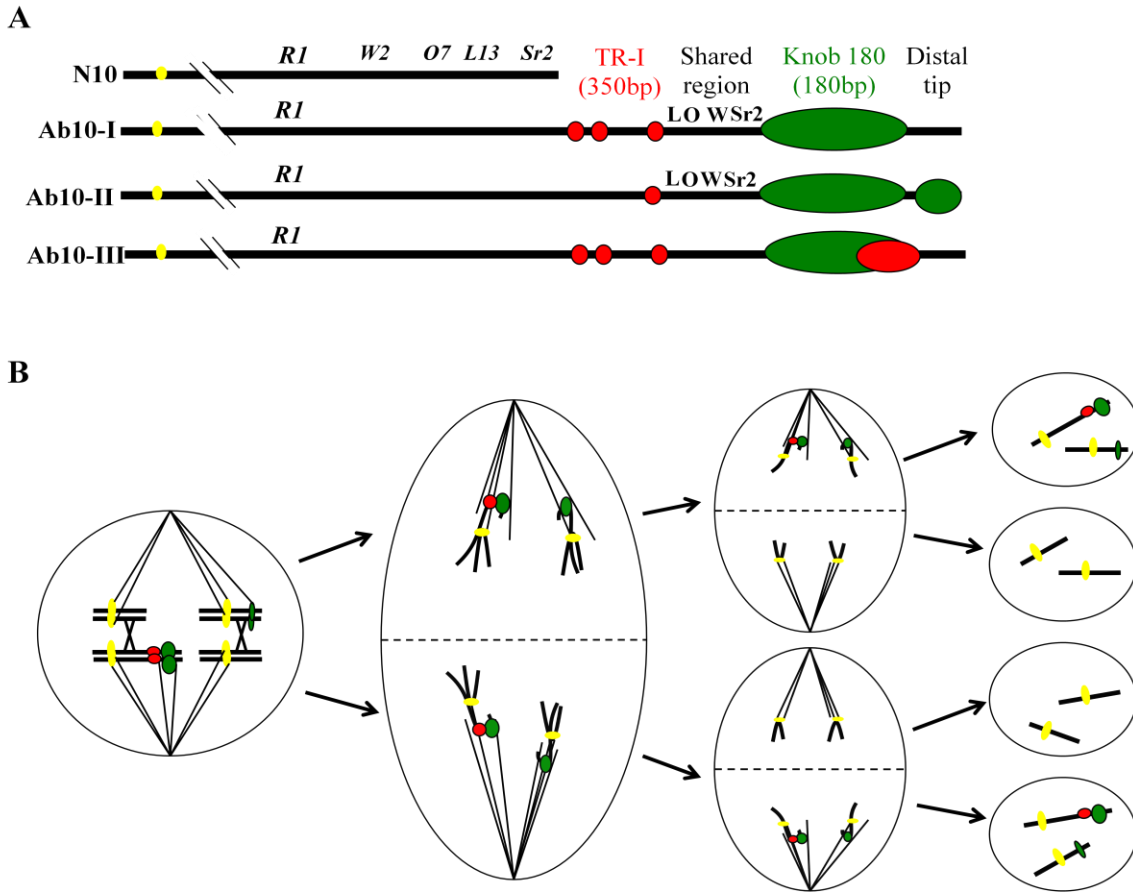 A
N10
R1 W2 O7 L13 Sr2
TR-I
(350bp)
Shared
region
Knob 180
(180bp)
Distal
tip
Ab10-I
R1
LO WSr2
Ab10-II
R1
LOWSr2
Ab10-III
R1
B